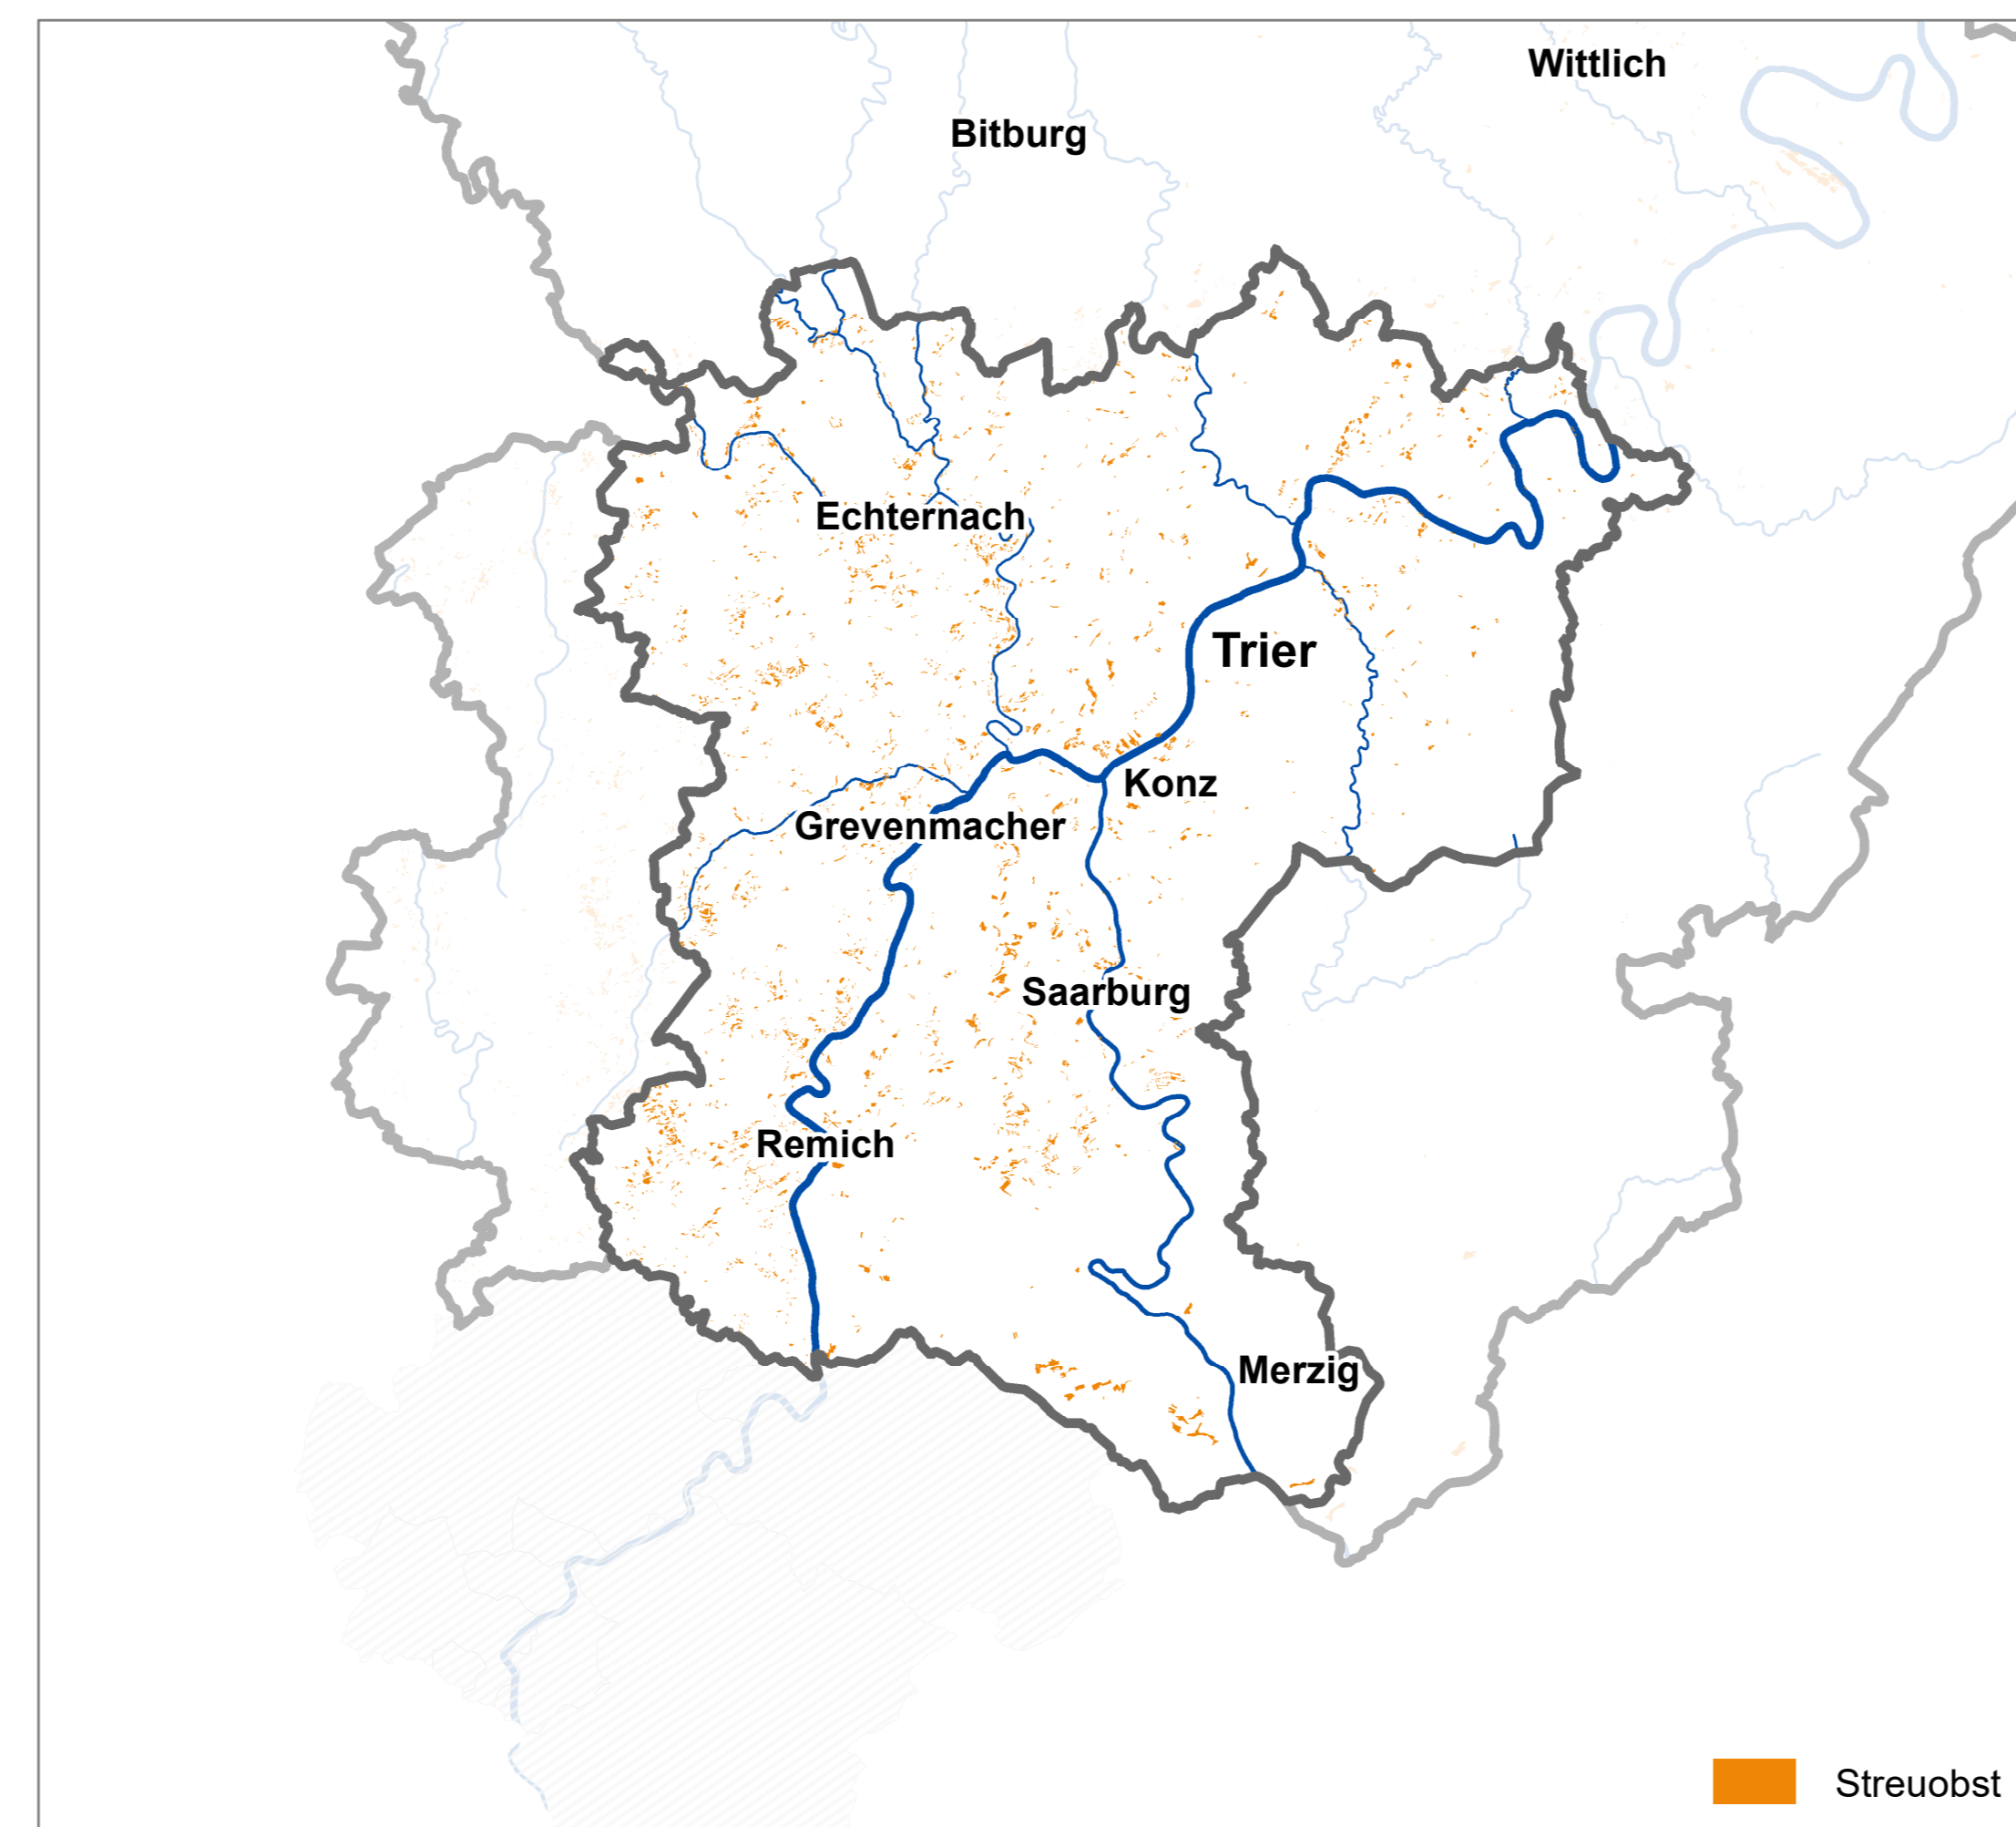 Wittlich
Bitburg
Echternach
Trier
Konz
Grevenmacher
Saarburg
Remich
Merzig
Streuobst